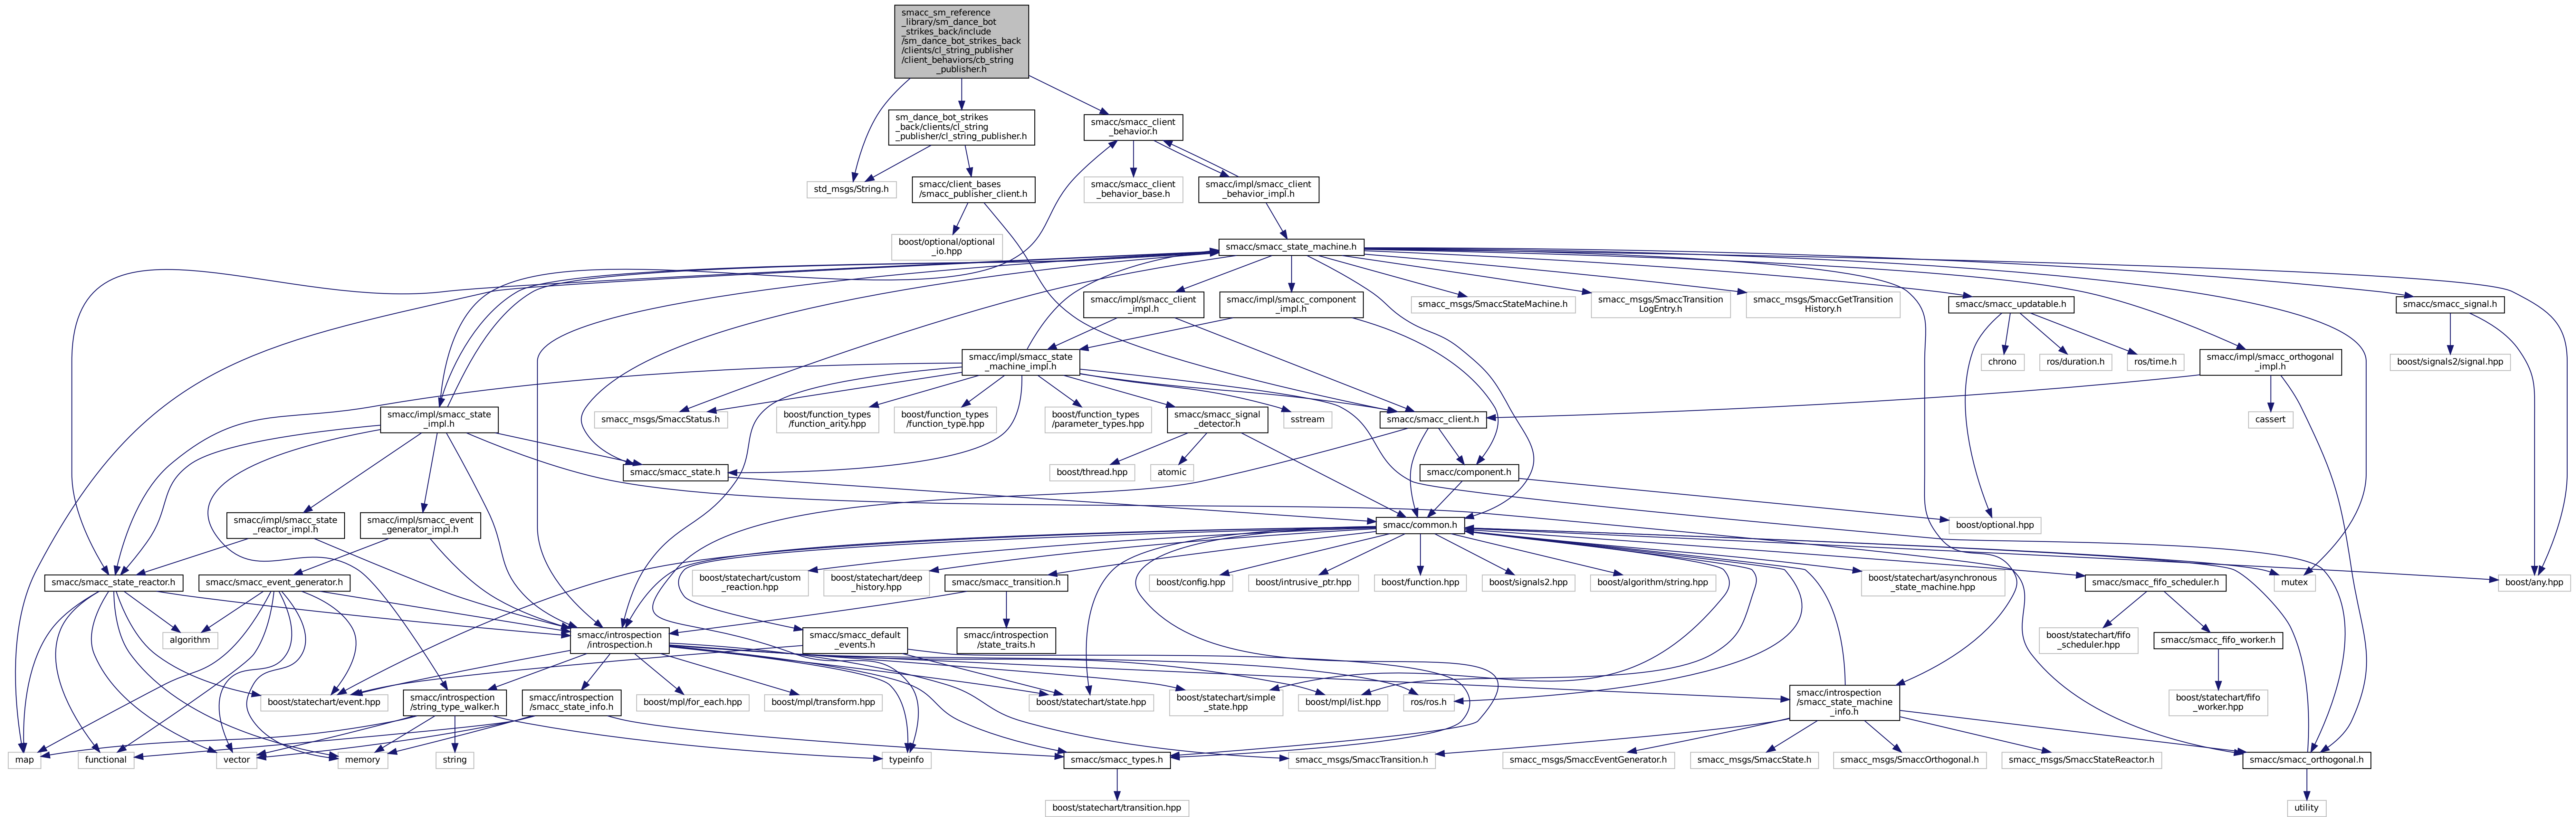 smacc_sm_reference
_library/sm_dance_bot
_strikes_back/include
/sm_dance_bot_strikes_back
/clients/cl_string_publisher
/client_behaviors/cb_string
_publisher.h
sm_dance_bot_strikes
_back/clients/cl_string
_publisher/cl_string_publisher.h
smacc/smacc_client
_behavior.h
std_msgs/String.h
smacc/client_bases
/smacc_publisher_client.h
smacc/smacc_client
_behavior_base.h
smacc/impl/smacc_client
_behavior_impl.h
boost/optional/optional
_io.hpp
smacc/smacc_state_machine.h
smacc/impl/smacc_client
_impl.h
smacc/impl/smacc_component
_impl.h
smacc_msgs/SmaccStateMachine.h
smacc_msgs/SmaccTransition
LogEntry.h
smacc_msgs/SmaccGetTransition
History.h
smacc/smacc_updatable.h
smacc/smacc_signal.h
smacc/impl/smacc_state
_machine_impl.h
chrono
ros/duration.h
ros/time.h
smacc/impl/smacc_orthogonal
_impl.h
boost/signals2/signal.hpp
smacc/impl/smacc_state
_impl.h
smacc_msgs/SmaccStatus.h
boost/function_types
/function_arity.hpp
boost/function_types
/function_type.hpp
boost/function_types
/parameter_types.hpp
smacc/smacc_signal
_detector.h
sstream
smacc/smacc_client.h
cassert
smacc/smacc_state.h
boost/thread.hpp
atomic
smacc/component.h
smacc/impl/smacc_state
_reactor_impl.h
smacc/impl/smacc_event
_generator_impl.h
smacc/common.h
boost/optional.hpp
smacc/smacc_state_reactor.h
smacc/smacc_event_generator.h
boost/statechart/custom
_reaction.hpp
boost/statechart/deep
_history.hpp
smacc/smacc_transition.h
boost/config.hpp
boost/intrusive_ptr.hpp
boost/function.hpp
boost/signals2.hpp
boost/algorithm/string.hpp
boost/statechart/asynchronous
_state_machine.hpp
smacc/smacc_fifo_scheduler.h
mutex
boost/any.hpp
algorithm
smacc/introspection
/introspection.h
smacc/smacc_default
_events.h
smacc/introspection
/state_traits.h
boost/statechart/fifo
_scheduler.hpp
smacc/smacc_fifo_worker.h
boost/statechart/event.hpp
smacc/introspection
/string_type_walker.h
smacc/introspection
/smacc_state_info.h
boost/mpl/for_each.hpp
boost/mpl/transform.hpp
boost/statechart/state.hpp
boost/statechart/simple
_state.hpp
boost/mpl/list.hpp
ros/ros.h
smacc/introspection
/smacc_state_machine
_info.h
boost/statechart/fifo
_worker.hpp
map
functional
vector
memory
string
typeinfo
smacc/smacc_types.h
smacc_msgs/SmaccTransition.h
smacc_msgs/SmaccEventGenerator.h
smacc_msgs/SmaccState.h
smacc_msgs/SmaccOrthogonal.h
smacc_msgs/SmaccStateReactor.h
smacc/smacc_orthogonal.h
boost/statechart/transition.hpp
utility